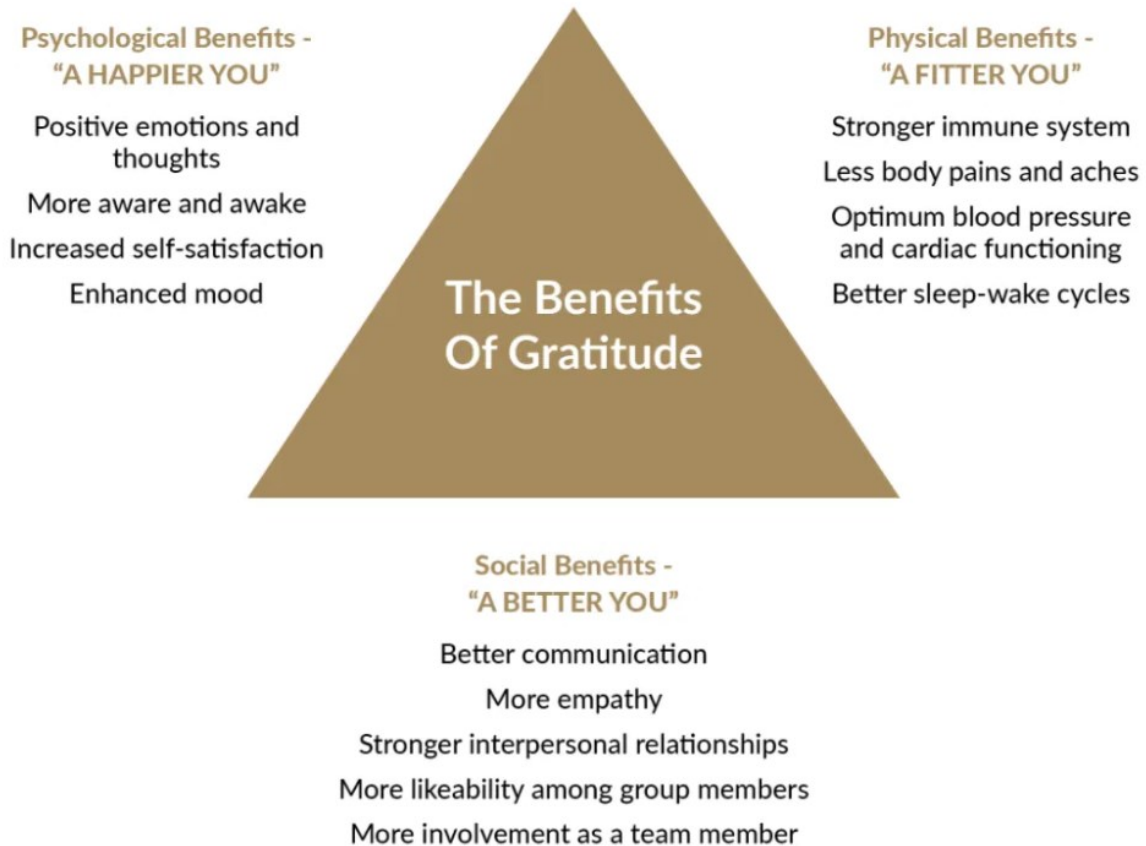 Psychological Benefits -
“A HAPPIER YOU”
Positive emotions and
thoughts
More aware and awake
Increased self-satisfaction
Enhanced mood
Physical Benefits -
“A FITTER YOU”
Stronger immune system
Less body pains and aches
Optimum blood pressure
and cardiac functioning
Better sleep-wake cycles
The Benefits
Of Gratitude
Social Benefits -
“A BETTER YOU”
Better communication
More empathy
Stronger interpersonal relationships
More likeability among group members
More involvement as a team member